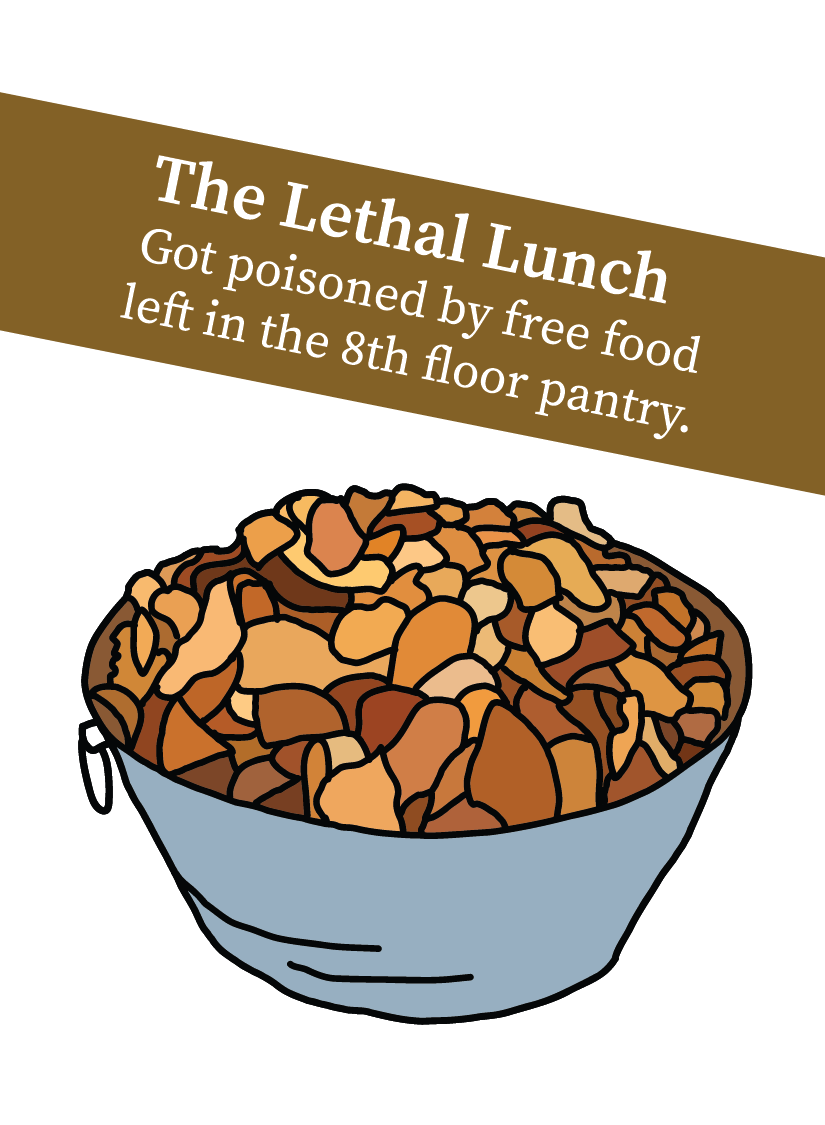 The Lethal Lunch
Got poisoned by free food
left in the 8th floor pantry.